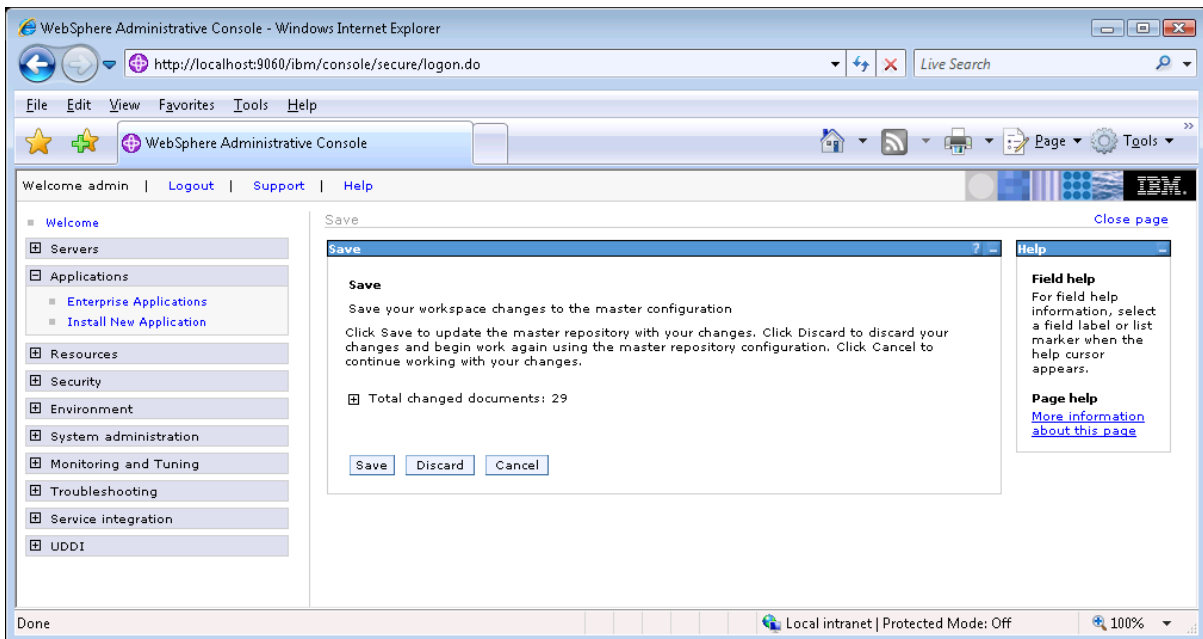 WebSphere Administrative Console - Windows Internet Explorer
http://localhost:9060/ibm/console/secure/logon.do
Live Search
File Edit View Favorites Tools Help
WebSphere Administrative Console
Page Tools
Welcome admin | Logout | Support | Help
IBM.
Welcome
Servers
Applications
Enterprise Applications
Install New Application
Resources
Security
Environment
System administration
Monitoring and Tuning
Troubleshooting
Service integration
UDDI
Save
Close page
Save ? -
Save
Save your workspace changes to the master configuration
Click Save to update the master repository with your changes. Click Discard to discard your
changes and begin work again using the master repository configuration. Click Cancel to
continue working with your changes.
Total changed documents: 29
Save Discard Cancel
Help -
Field help
For field help
information, select
a field label or list
marker when the
help cursor
appears.
Page help
More information
about this page
Done
Local intranet | Protected Mode: Off
100%